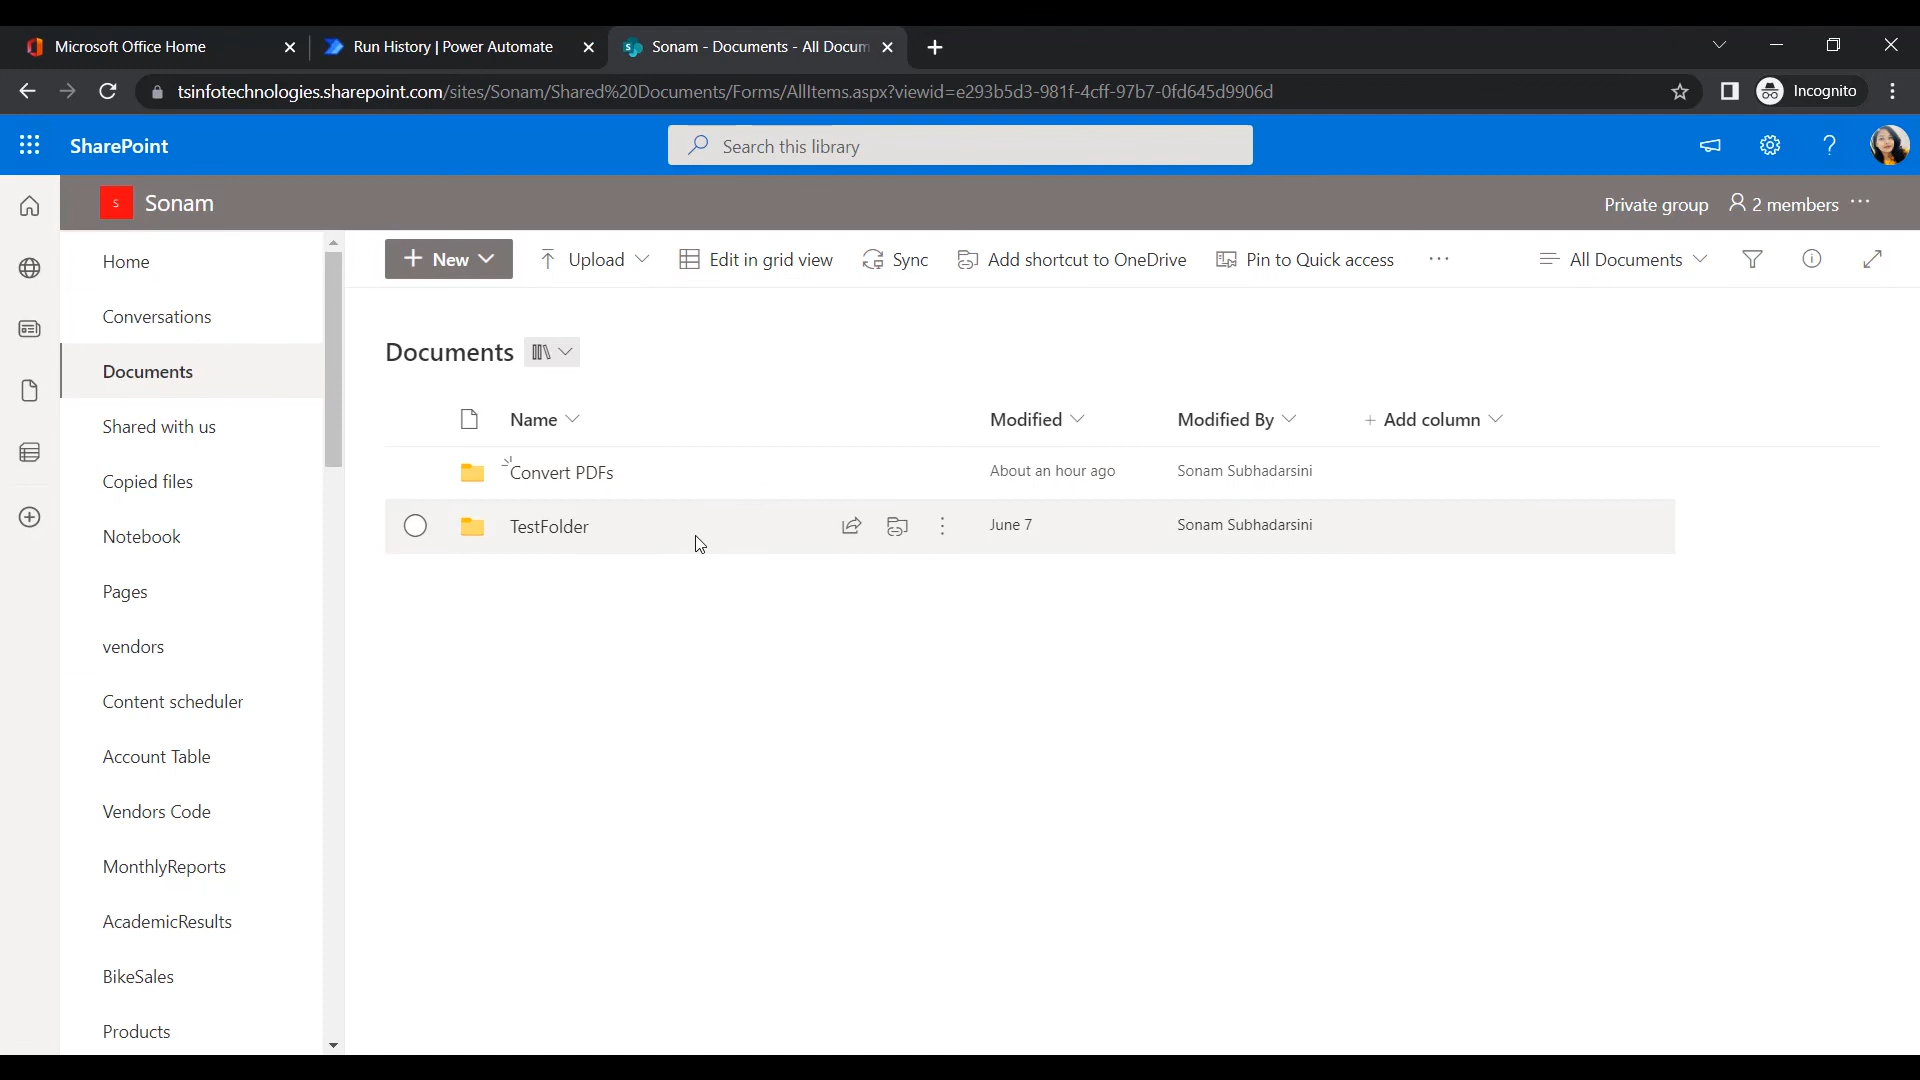 Microsoft Office Home
Run History | Power Automate
Sonam - Documents - All Docum
tsinfotechnologies.sharepoint.com/sites/Sonam/Shared%20Documents/Forms/AllItems.aspx?viewid=e293b5d3-981f-4cff-97b7-0fd645d9906d
Incognito
SharePoint
Search this library
?
S
Sonam
Private group
2 members
Home
Conversations
Documents
Shared with us
Copied files
Notebook
Pages
vendors
Content scheduler
Account Table
Vendors Code
MonthlyReports
AcademicResults
BikeSales
Products
+ New
Upload
Edit in grid view
Sync
Add shortcut to OneDrive
Pin to Quick access
All Documents
Documents
Name Modified Modified By + Add column
Convert PDFs About an hour ago Sonam Subhadarsini
TestFolder June 7 Sonam Subhadarsini